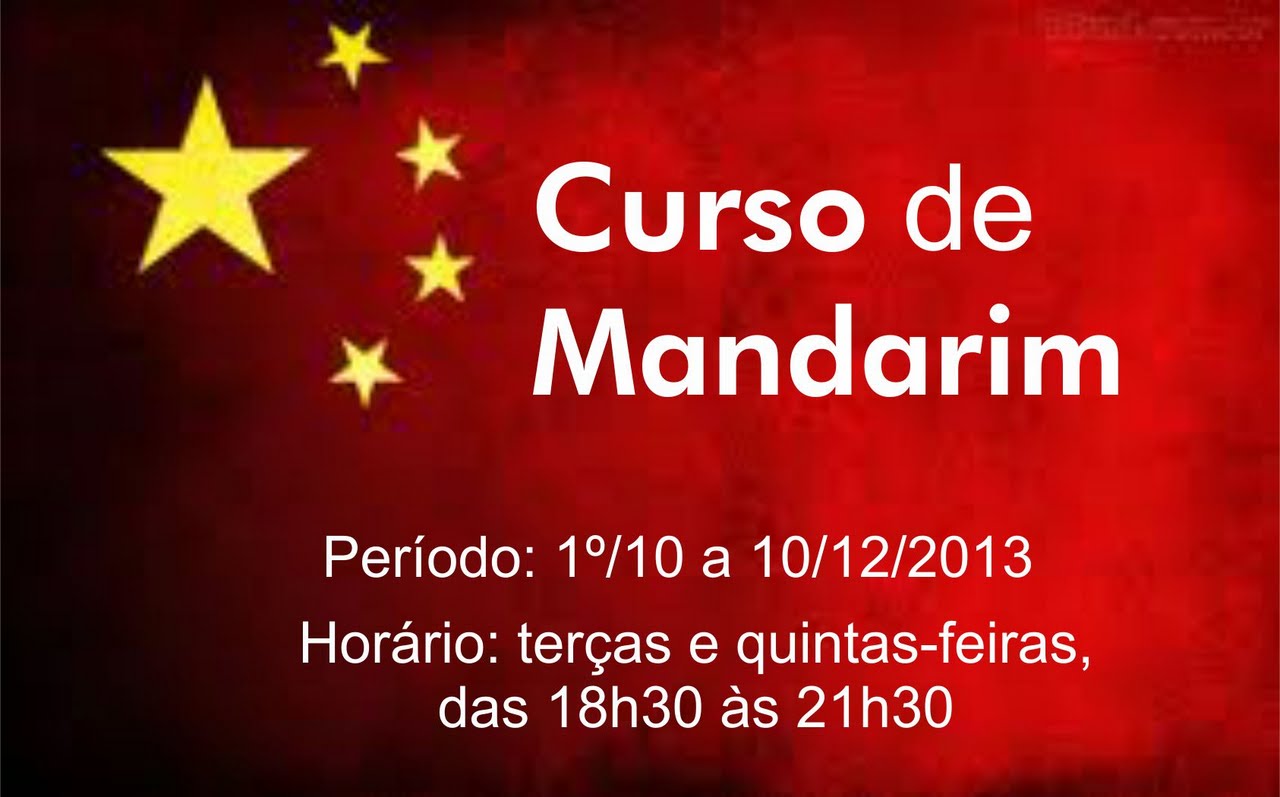 Curso de
Mandarim
Período: 1º/10 a 10/12/2013
Horário: terças e quintas-feiras,
das 18h30 às 21h30